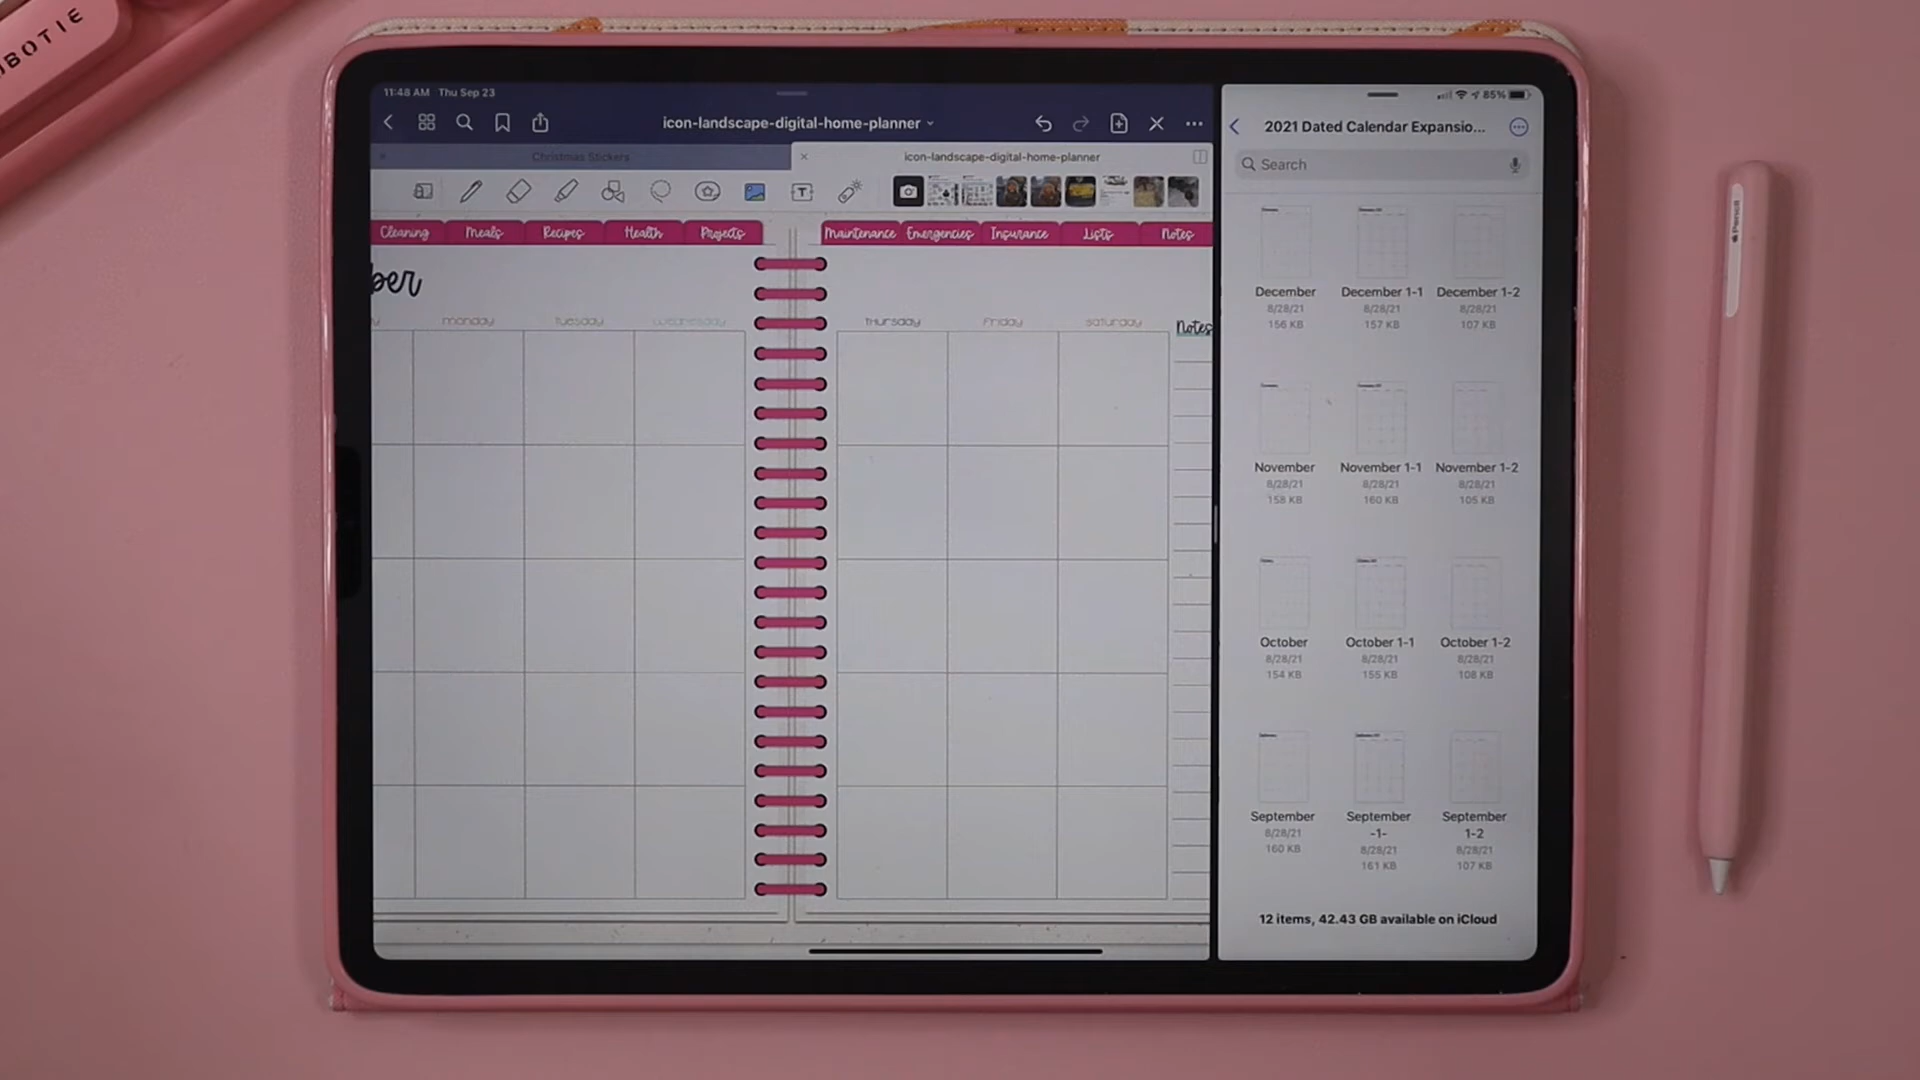 11:48 AM Thu Sep 23
85%
icon-landscape-digital-home-planner
Christmas Stickers
icon-landscape-digital-home-planner
Cleaning Meals Recipes Health Projects Maintenance Emergencies Insurance Lists Notes
ber
y monday tuesday wednesday thursday friday saturday Notes
2021 Dated Calendar Expansio...
Search
December December 1-1 December 1-2
8/28/21 8/28/21 8/28/21
156 KB 157 KB 107 KB
November November 1-1 November 1-2
8/28/21 8/28/21 8/28/21
158 KB 160 KB 105 KB
October October 1-1 October 1-2
8/28/21 8/28/21 8/28/21
154 KB 155 KB 108 KB
September September September
-1- 1-2
8/28/21 8/28/21 8/28/21
160 KB 161 KB 107 KB
12 items, 42.43 GB available on iCloud
Pencil
BOTIE